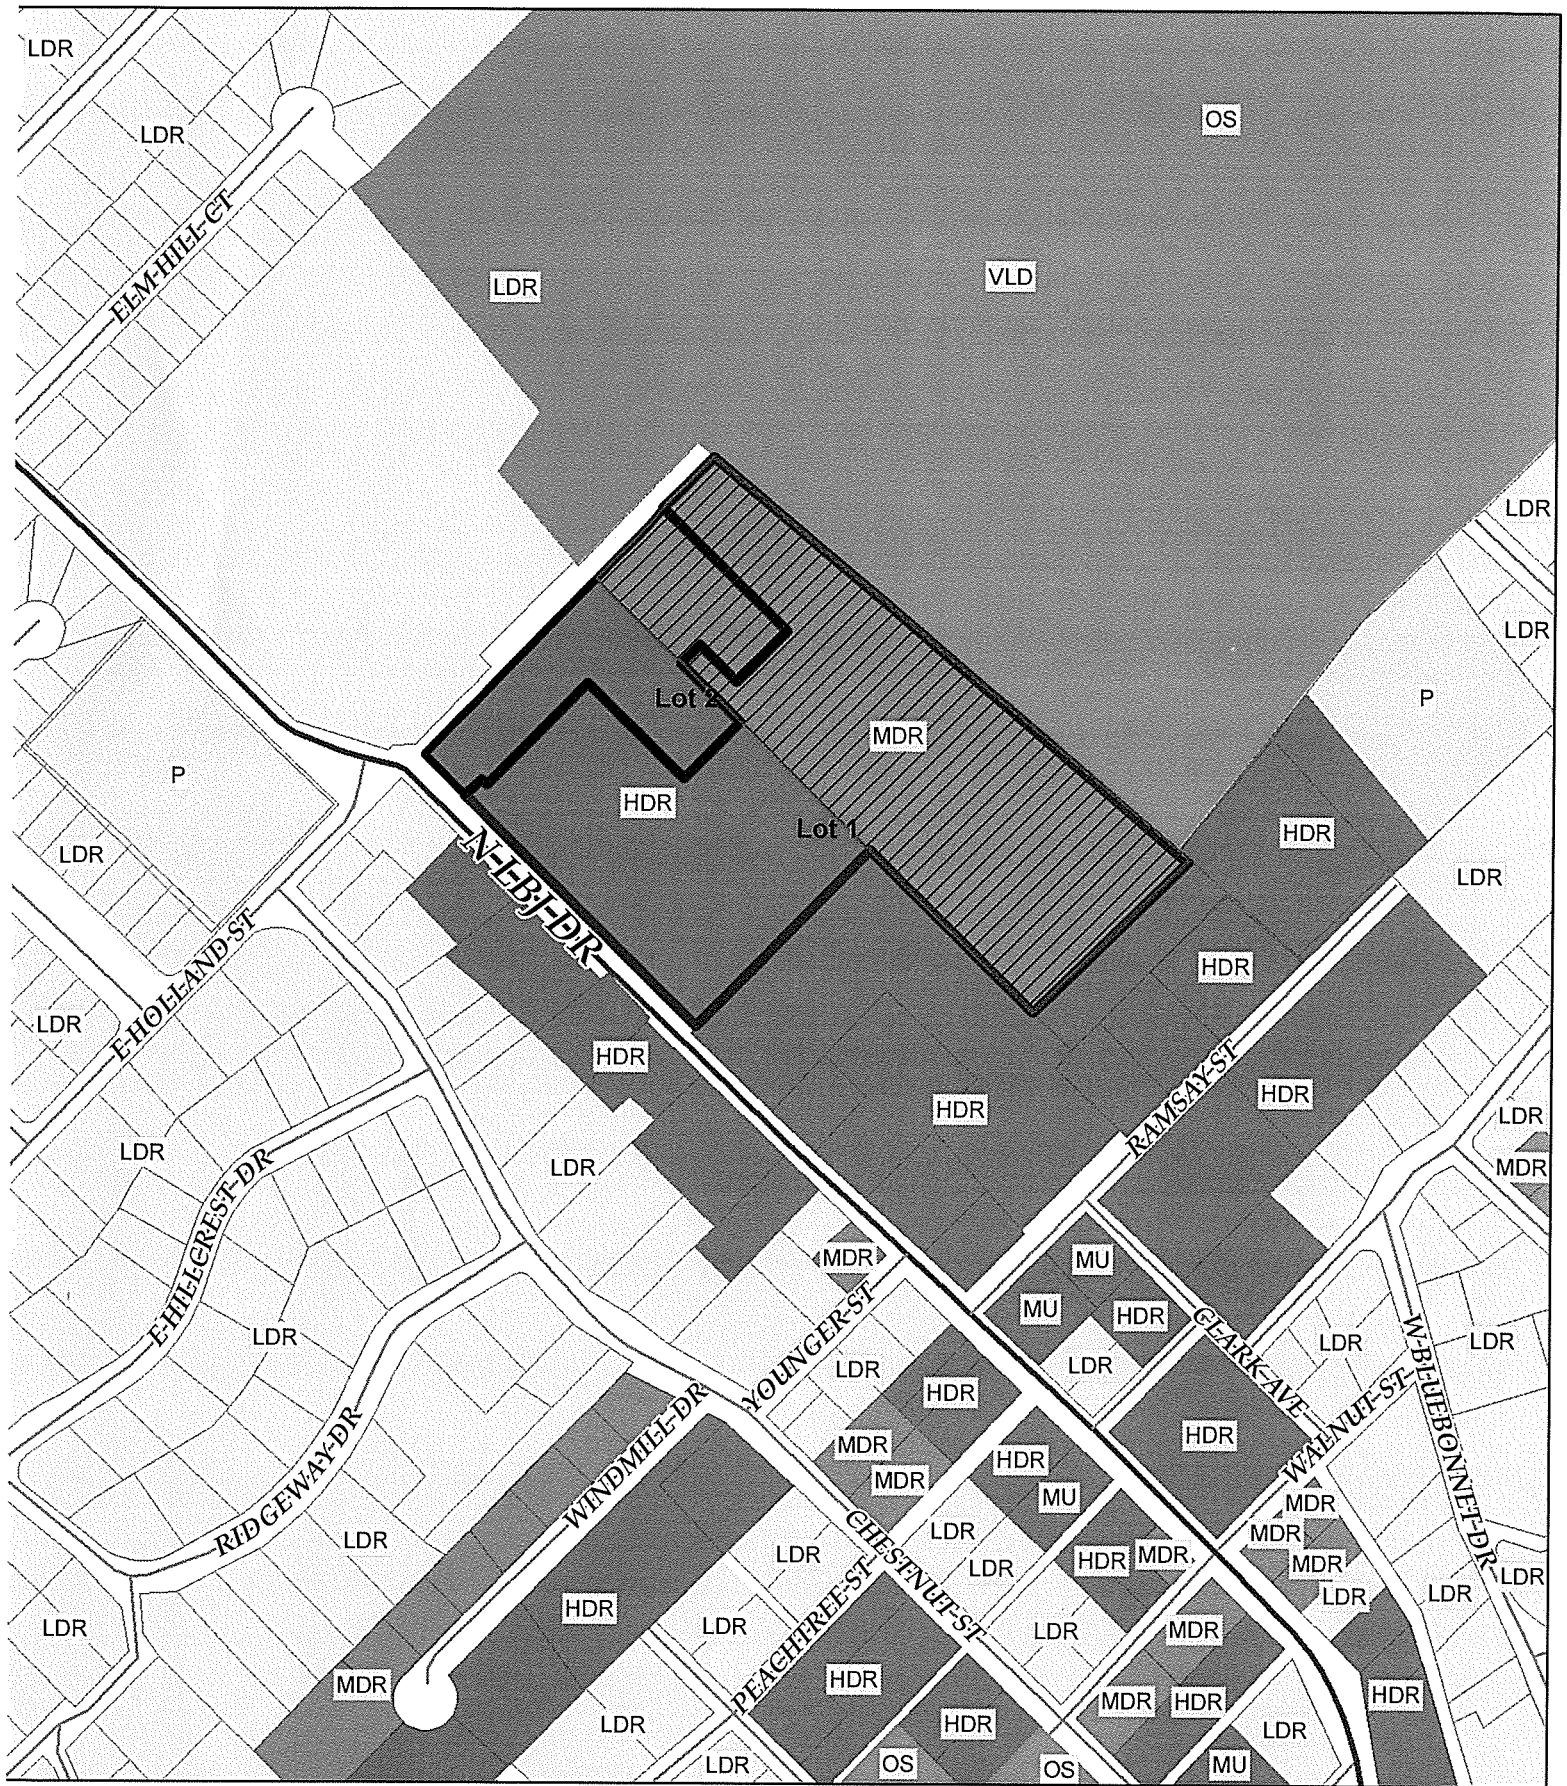 LDR
OS
LDR
ELM-HILL-CT
LDR
VLD
LDR
LDR
P
Lot 2
MDR
P
HDR
Lot 1
HDR
LDR
N-LBJ-DR
LDR
HDR
E-HOLLAND-ST
LDR
HDR
RAMSAY-ST
HDR
HDR
LDR
LDR
MDR
LDR
E-HILLCREST-DR
MDR
MU
MU
HDR
LDR
CLARK-AVE
LDR
LDR
W-BLUEBONNET-DR
YOUNGER-ST
LDR
LDR
HDR
WALNUT-ST
WINDMILL-DR
RIDGEWAY-DR
MDR
MDR
HDR
HDR
MU
MDR
MDR
MDR
LDR
LDR
LDR
CHESTNUT-ST
LDR
LDR
LDR
HDR
MDR
LDR
HDR
LDR
PEACHTREE-ST
LDR
MDR
LDR
MDR
HDR
MDR
HDR
HDR
LDR
HDR
LDR
LDR
OS
OS
MU